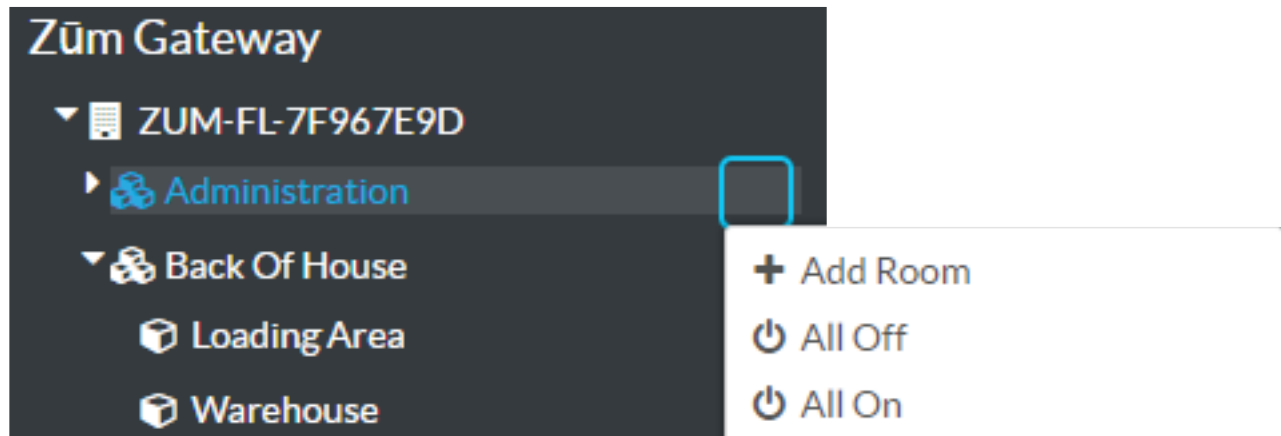 Zūm Gateway
ZUM-FL-7F967E9D
Administration
Back Of House
Loading Area
Warehouse
Add Room
All Off
All On